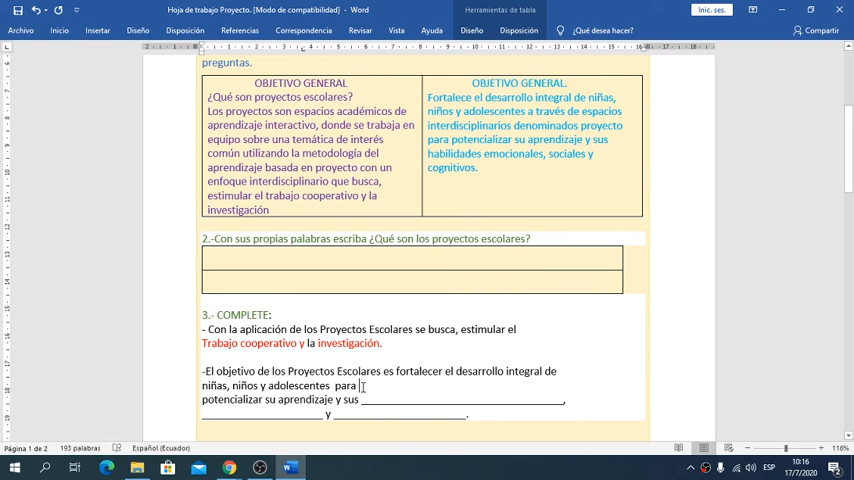 Hoja de trabajo Proyecto. [Modo de compatibilidad] - Word
Herramientas de tabla
Inic. ses.
Archivo Inicio Insertar Diseño Disposición Referencias Correspondencia Revisar Vista Ayuda Diseño Disposición ¿Qué desea hacer? Compartir
preguntas.
OBJETIVO GENERAL
¿Qué son proyectos escolares?
Los proyectos son espacios académicos de
aprendizaje interactivo, donde se trabaja en
equipo sobre una temática de interés
común utilizando la metodología del
aprendizaje basada en proyecto con un
enfoque interdisciplinario que busca,
estimular el trabajo cooperativo y la
investigación
OBJETIVO GENERAL.
Fortalece el desarrollo integral de niñas,
niños y adolescentes a través de espacios
interdisciplinarios denominados proyecto
para potencializar su aprendizaje y sus
habilidades emocionales, sociales y
cognitivos.
2.-Con sus propias palabras escriba ¿Qué son los proyectos escolares?
3.- COMPLETE:
- Con la aplicación de los Proyectos Escolares se busca, estimular el
Trabajo cooperativo y la investigación.
-El objetivo de los Proyectos Escolares es fortalecer el desarrollo integral de
niñas, niños y adolescentes para
potencializar su aprendizaje y sus ________________________________,
___________________ y _____________________.
Página 1 de 2 193 palabras Español (Ecuador) 116%
ESP
10:16
17/7/2020